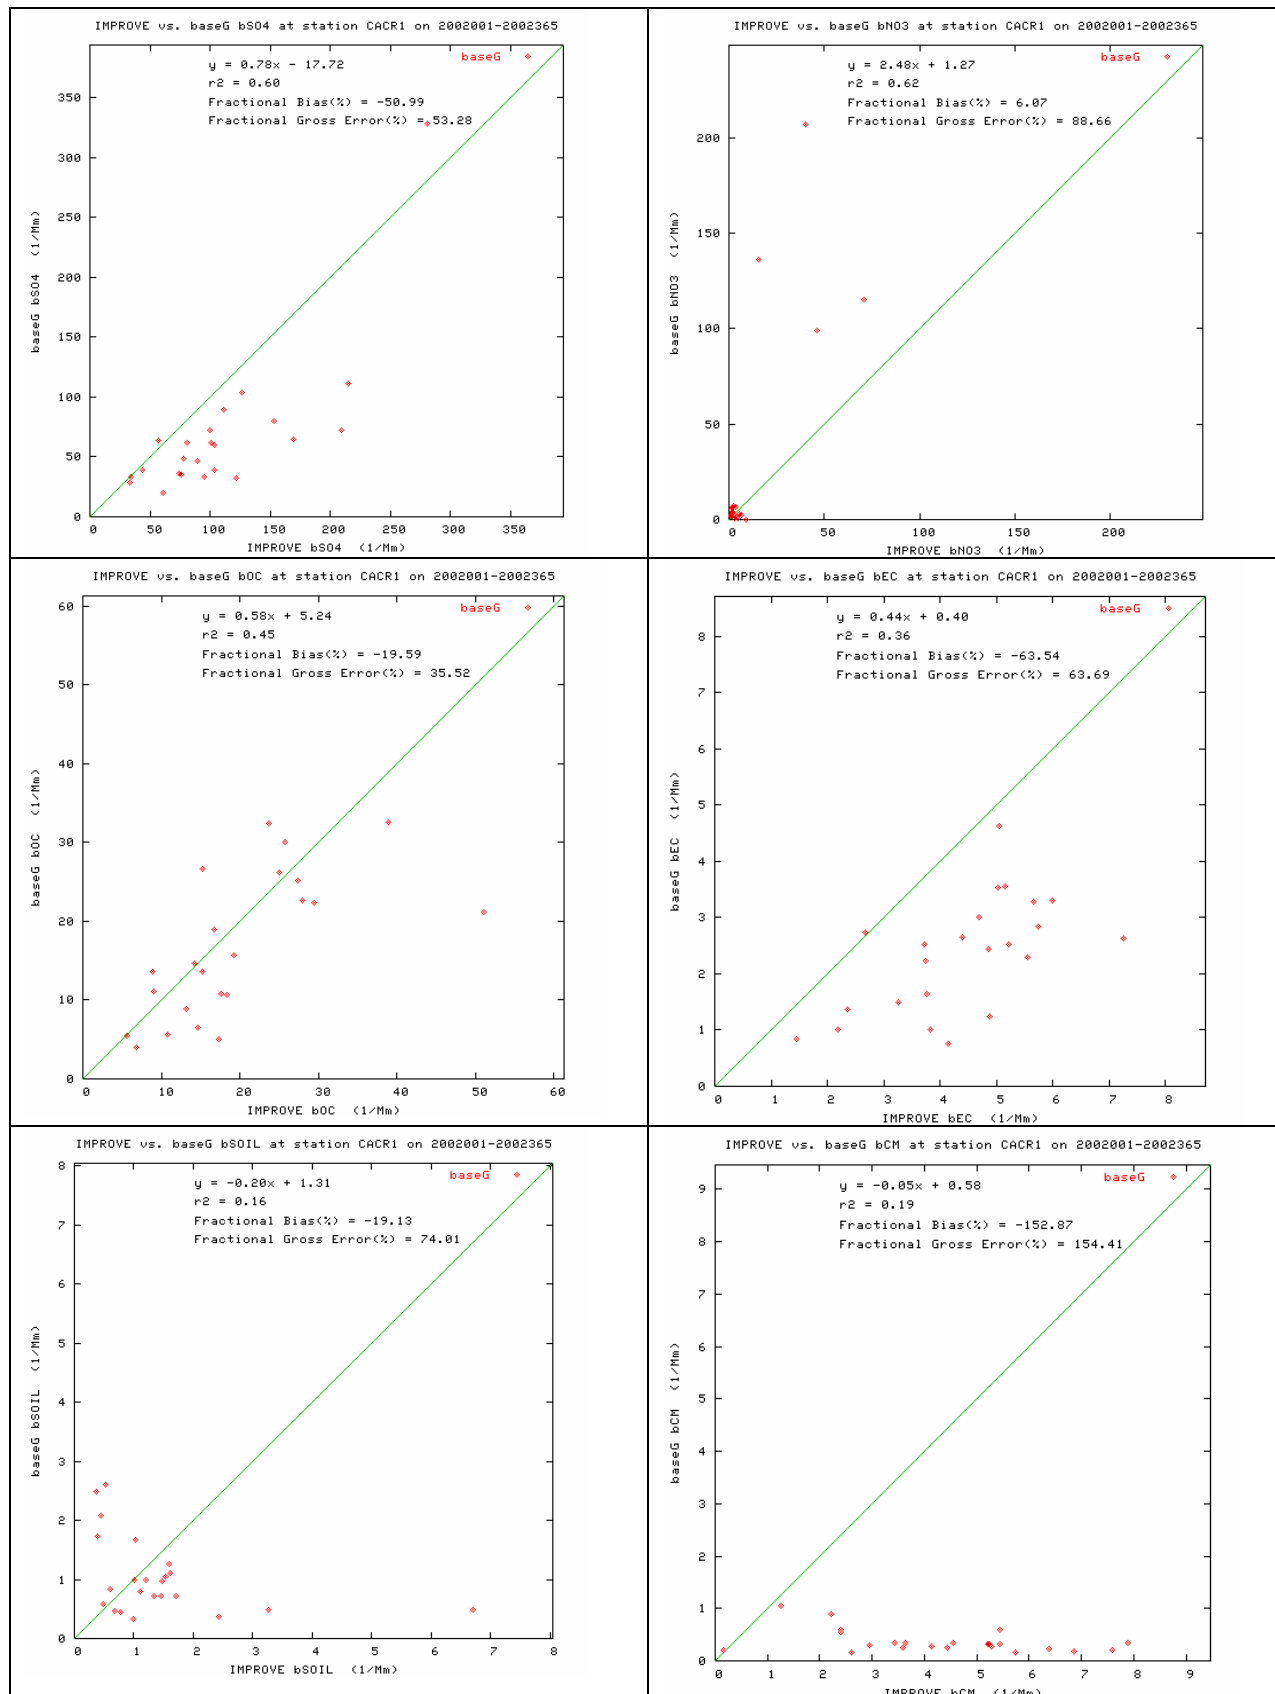 IMPROVE vs. baseG bSO4 at station CACR1 on 2002001-2002365
baseG
y = 0.78x - 17.72
r2 = 0.60
Fractional Bias(%) = -50.99
Fractional Gross Error(%) = 53.28
350
300
250
200
150
100
50
0
baseG bSO4 (1/Mm)
0 50 100 150 200 250 300 350
IMPROVE bSO4 (1/Mm)
IMPROVE vs. baseG bNO3 at station CACR1 on 2002001-2002365
baseG
y = 2.48x + 1.27
r2 = 0.62
Fractional Bias(%) = 6.07
Fractional Gross Error(%) = 88.66
200
150
100
50
0
baseG bNO3 (1/Mm)
0 50 100 150 200
IMPROVE bNO3 (1/Mm)
IMPROVE vs. baseG bOC at station CACR1 on 2002001-2002365
baseG
y = 0.58x + 5.24
r2 = 0.45
Fractional Bias(%) = -19.59
Fractional Gross Error(%) = 35.52
60
50
40
30
20
10
0
baseG bOC (1/Mm)
0 10 20 30 40 50 60
IMPROVE bOC (1/Mm)
IMPROVE vs. baseG bEC at station CACR1 on 2002001-2002365
baseG
y = 0.44x + 0.40
r2 = 0.36
Fractional Bias(%) = -63.54
Fractional Gross Error(%) = 63.69
8
7
6
5
4
3
2
1
0
baseG bEC (1/Mm)
0 1 2 3 4 5 6 7 8
IMPROVE bEC (1/Mm)
IMPROVE vs. baseG bSOIL at station CACR1 on 2002001-2002365
baseG
y = -0.20x + 1.31
r2 = 0.16
Fractional Bias(%) = -19.13
Fractional Gross Error(%) = 74.01
8
7
6
5
4
3
2
1
0
baseG bSOIL (1/Mm)
0 1 2 3 4 5 6 7 8
IMPROVE bSOIL (1/Mm)
IMPROVE vs. baseG bCM at station CACR1 on 2002001-2002365
baseG
y = -0.05x + 0.58
r2 = 0.19
Fractional Bias(%) = -152.87
Fractional Gross Error(%) = 154.41
9
8
7
6
5
4
3
2
1
0
baseG bCM (1/Mm)
0 1 2 3 4 5 6 7 8 9
IMPROVE bCM (1/Mm)